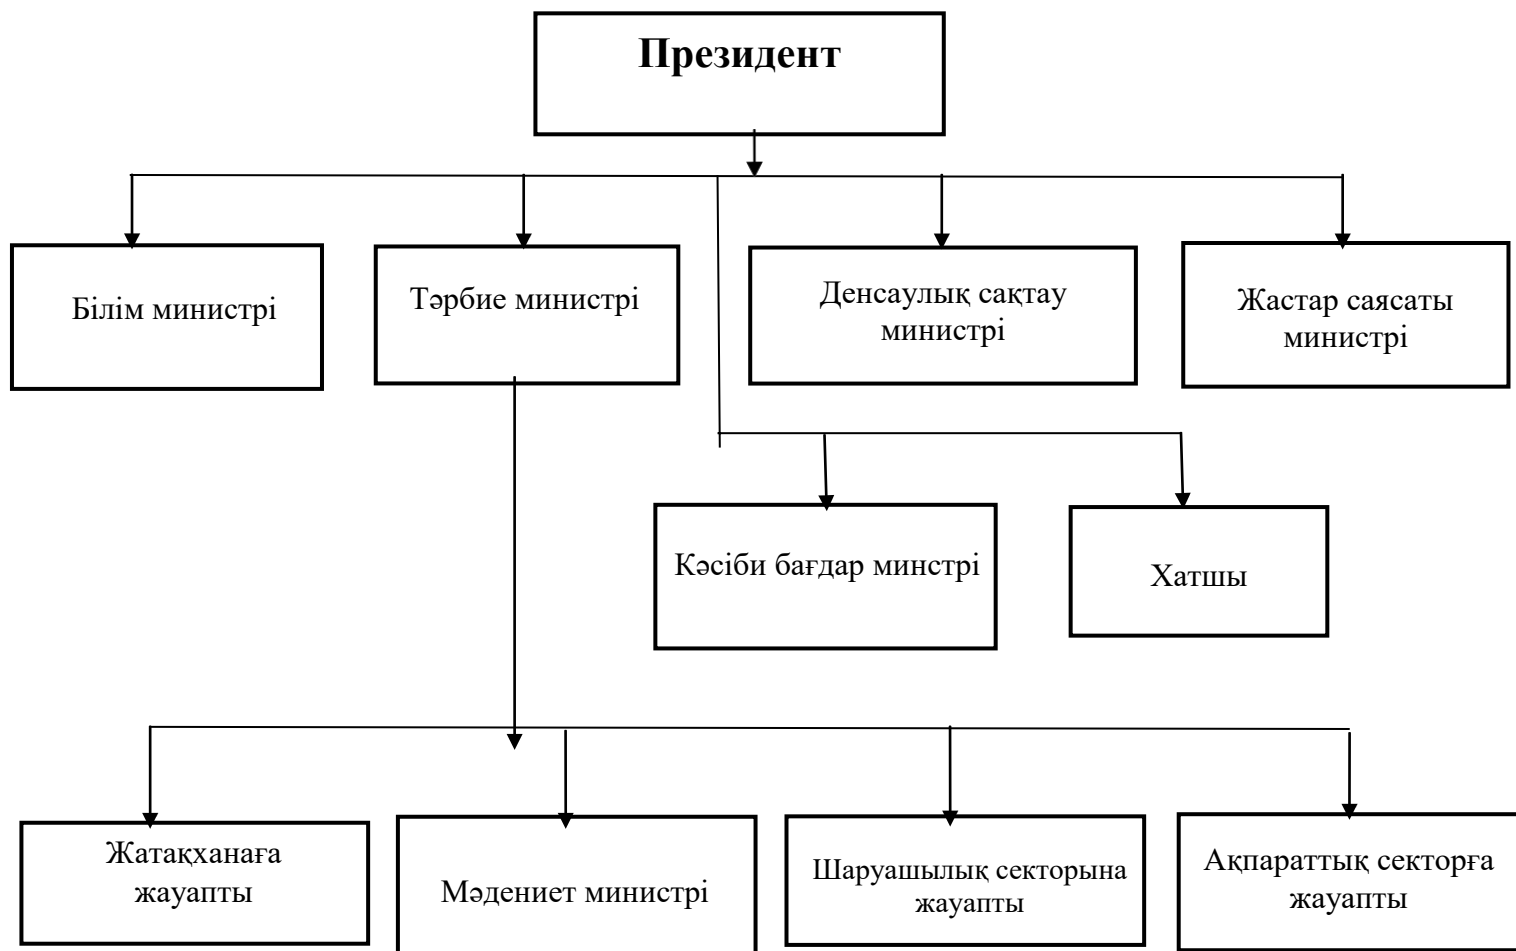 Президент
Білім министрі
Тәрбие министрі
Денсаулық сақтау
министрі
Жастар саясаты
министрі
Кәсіби бағдар минстрі
Хатшы
Жатақханаға
жауапты
Мәдениет министрі
Шаруашылық секторына
жауапты
Ақпараттық секторға
жауапты